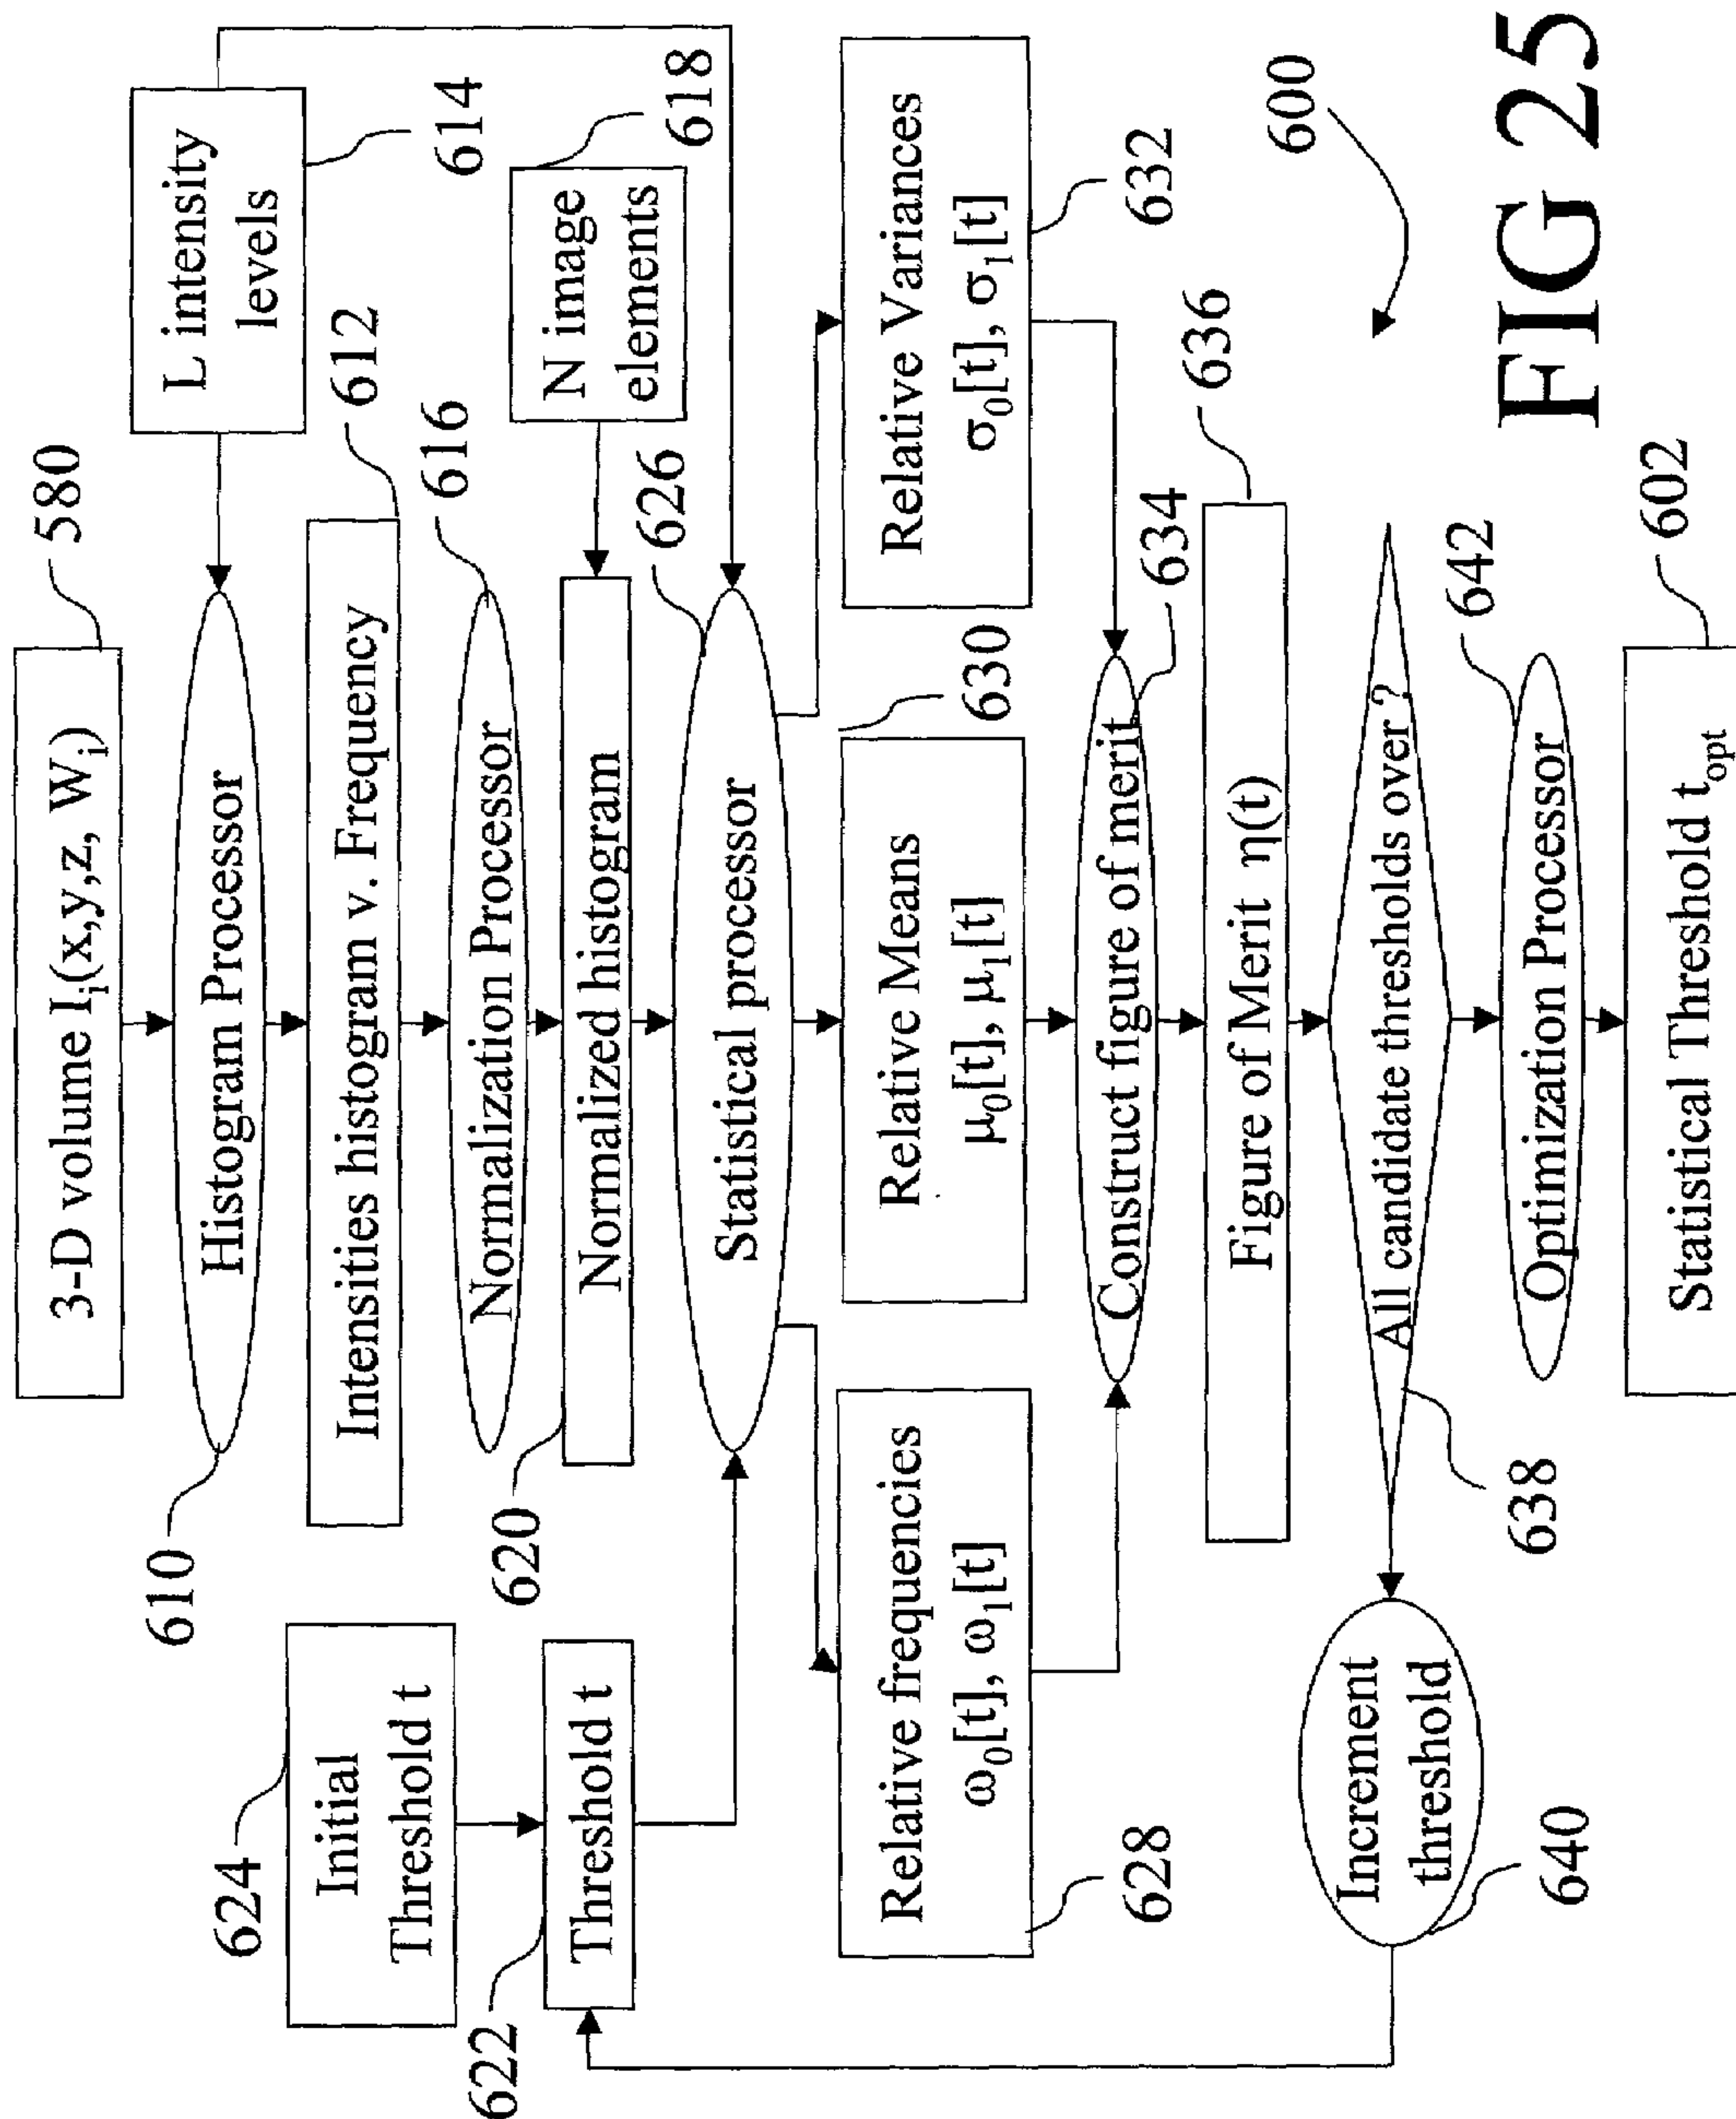 3-D volume Ii(x,y,z, Wi)
580
610
Histogram Processor
L intensity
levels
614
Intensities histogram v. Frequency
612
624
Initial
Threshold t
Normalization Processor
616
N image
elements
618
622
Threshold t
620
Normalized histogram
Statistical processor
626
Relative frequencies
ω0[t], ω1[t]
628
Relative Means
μ0[t], μ1[t]
630
Relative Variances
σ0[t], σ1[t]
632
Construct figure of merit
634
Figure of Merit η(t)
636
All candidate thresholds over ?
638
Increment
threshold
640
Optimization Processor
642
Statistical Threshold topt
602
600
FIG 25